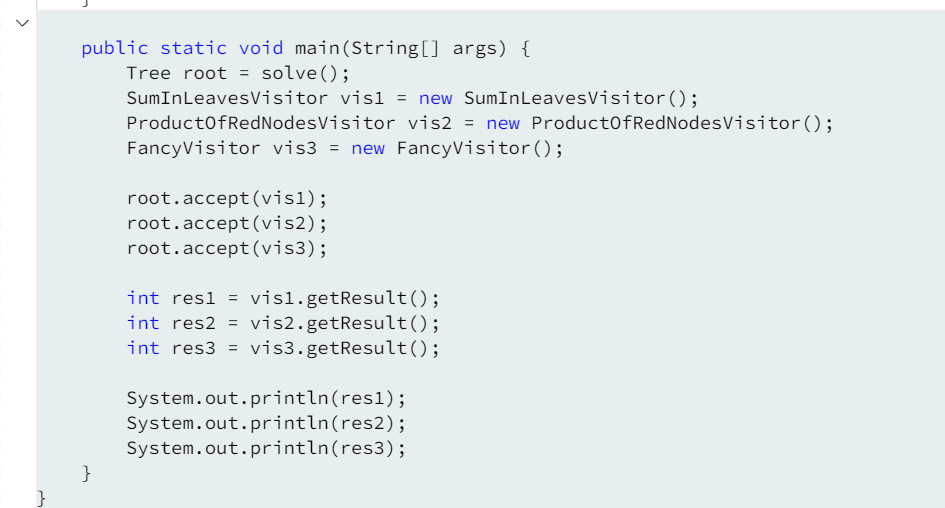 }
public static void main(String[] args) {
Tree root = solve();
SumInLeavesVisitor vis1 = new SumInLeavesVisitor();
ProductOfRedNodesVisitor vis2 = new ProductOfRedNodesVisitor();
FancyVisitor vis3 = new FancyVisitor();
root.accept(vis1);
root.accept(vis2);
root.accept(vis3);
int res1 = vis1.getResult();
int res2 = vis2.getResult();
int res3 = vis3.getResult();
System.out.println(res1);
System.out.println(res2);
System.out.println(res3);
}
}